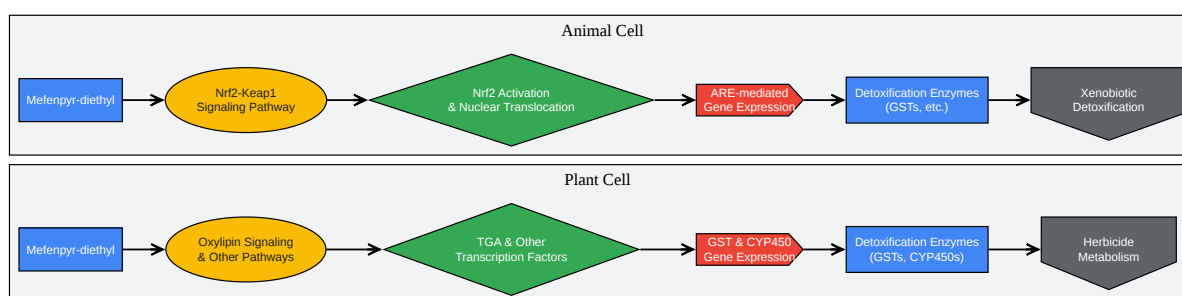 Animal Cell
Mefenpyr-diethyl
Nrf2-Keap1
Signaling Pathway
Nrf2 Activation
& Nuclear Translocation
ARE-mediated
Gene Expression
Detoxification Enzymes
(GSTs, etc.)
Xenobiotic
Detoxification
Plant Cell
Mefenpyr-diethyl
Oxylipin Signaling
& Other Pathways
TGA & Other
Transcription Factors
GST & CYP450
Gene Expression
Detoxification Enzymes
(GSTs, CYP450s)
Herbicide
Metabolism